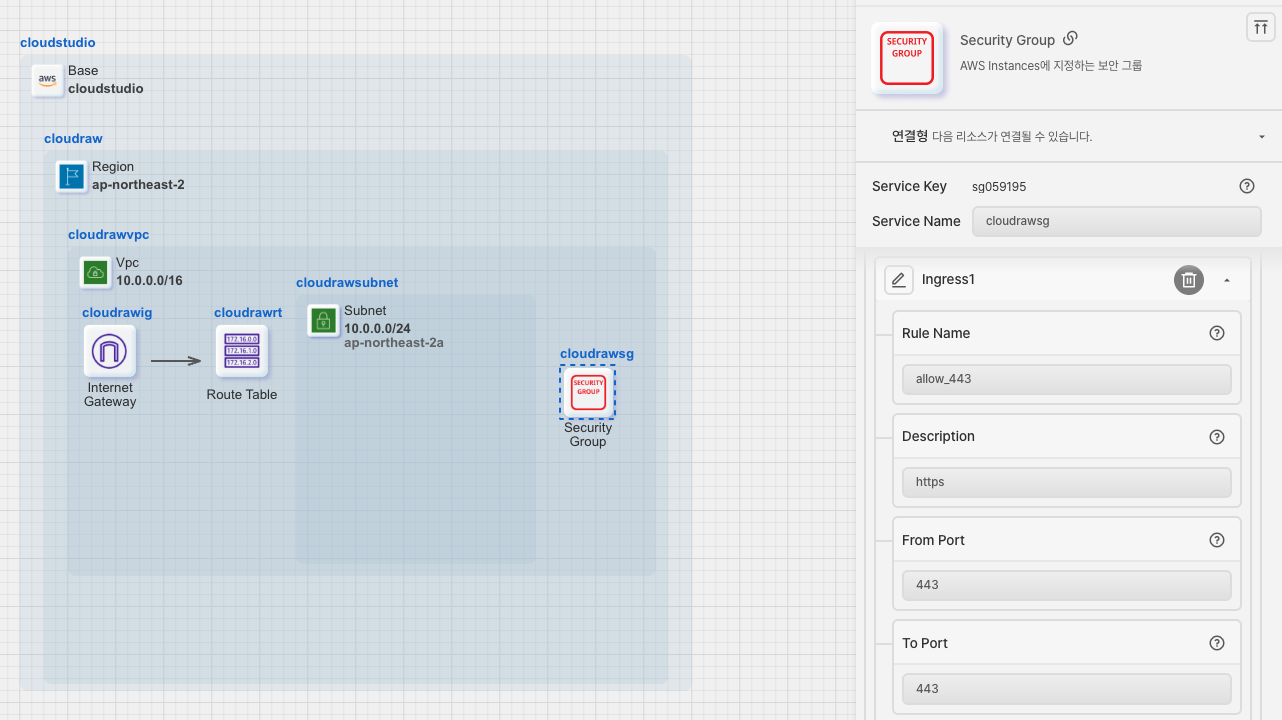 cloudstudio
aws
Base
cloudstudio
cloudraw
Region
ap-northeast-2
cloudrawvpc
Vpc
10.0.0.0/16
cloudrawig
Internet
Gateway
cloudrawrt
172.16.0.0
172.16.1.0
172.16.2.0
Route Table
cloudrawsubnet
Subnet
10.0.0.0/24
ap-northeast-2a
cloudrawsg
SECURITY
GROUP
Security
Group
SECURITY
GROUP
Security Group
AWS Instances에 지정하는 보안 그룹
연결형 다음 리소스가 연결될 수 있습니다.
Service Key sg059195 ?
Service Name cloudrawsg
Ingress1
Rule Name ?
allow_443
Description ?
https
From Port ?
443
To Port ?
443